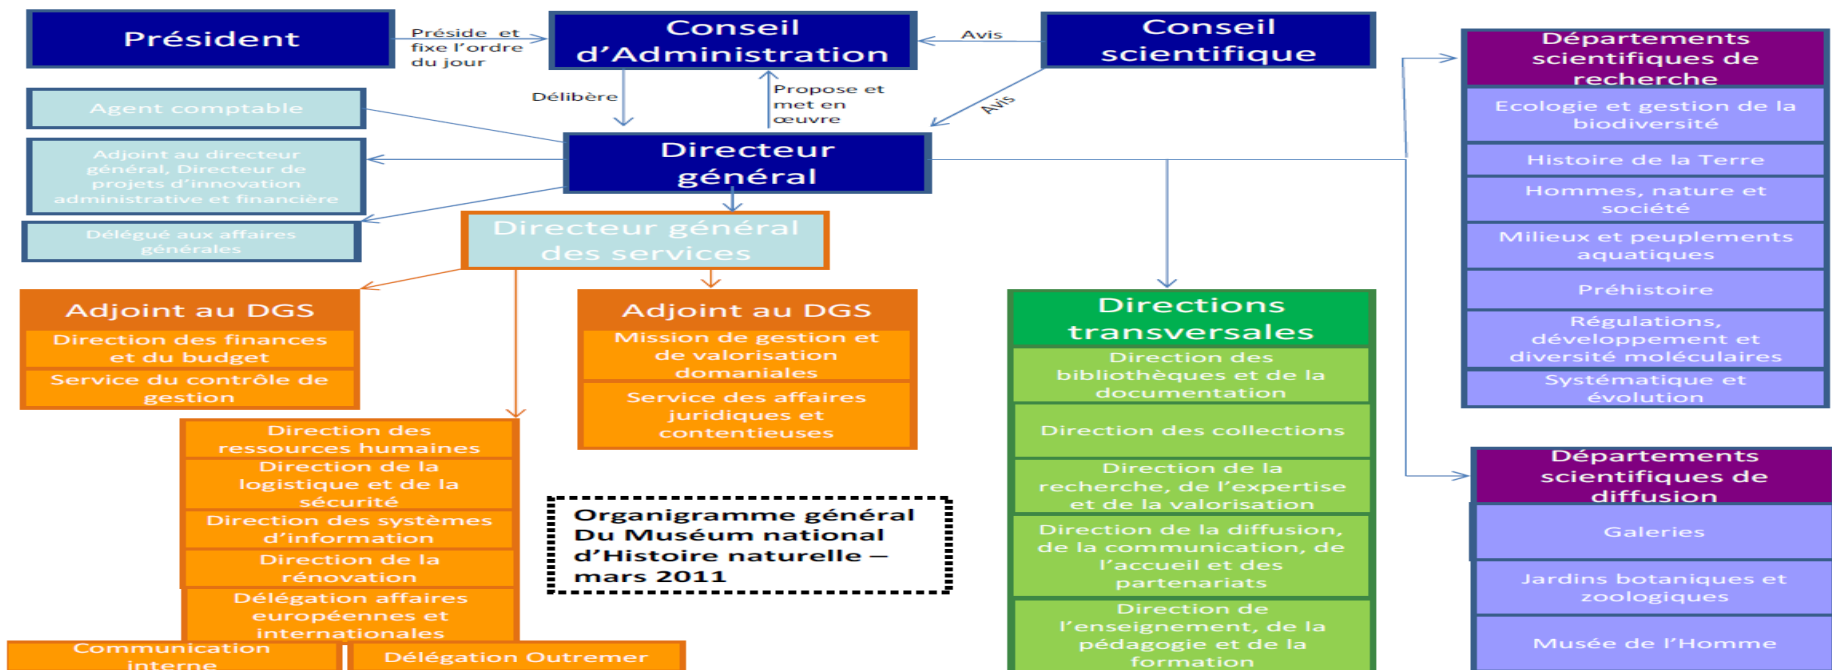 Président
Préside et
fixe l’ordre
du jour
Conseil
d’Administration
Avis
Conseil
scientifique
Délibère
Propose et
met en
œuvre
Avis
Agent comptable
Adjoint au directeur
général, Directeur de
projets d’innovation
administrative et financière
Délégué aux affaires
générales
Directeur
général
Directeur général
des services
Adjoint au DGS
Direction des finances
et du budget
Service du contrôle de
gestion
Adjoint au DGS
Mission de gestion et
de valorisation
domaniales
Service des affaires
juridiques et
contentieuses
Direction des
ressources humaines
Direction de la
logistique et de la
sécurité
Direction des systèmes
d’information
Direction de la
rénovation
Délégation affaires
européennes et
internationales
Communication
interne
Délégation Outremer
Organigramme général
Du Muséum national
d’Histoire naturelle –
mars 2011
Directions
transversales
Direction des
bibliothèques et de la
documentation
Direction des collections
Direction de la
recherche, de l’expertise
et de la valorisation
Direction de la diffusion,
de la communication, de
l’accueil et des
partenariats
Direction de
l’enseignement, de la
pédagogie et de la
formation
Départements
scientifiques de
recherche
Ecologie et gestion de la
biodiversité
Histoire de la Terre
Hommes, nature et
société
Milieux et peuplements
aquatiques
Préhistoire
Régulations,
développement et
diversité moléculaires
Systématique et
évolution
Départements
scientifiques de
diffusion
Galeries
Jardins botaniques et
zoologiques
Musée de l’Homme